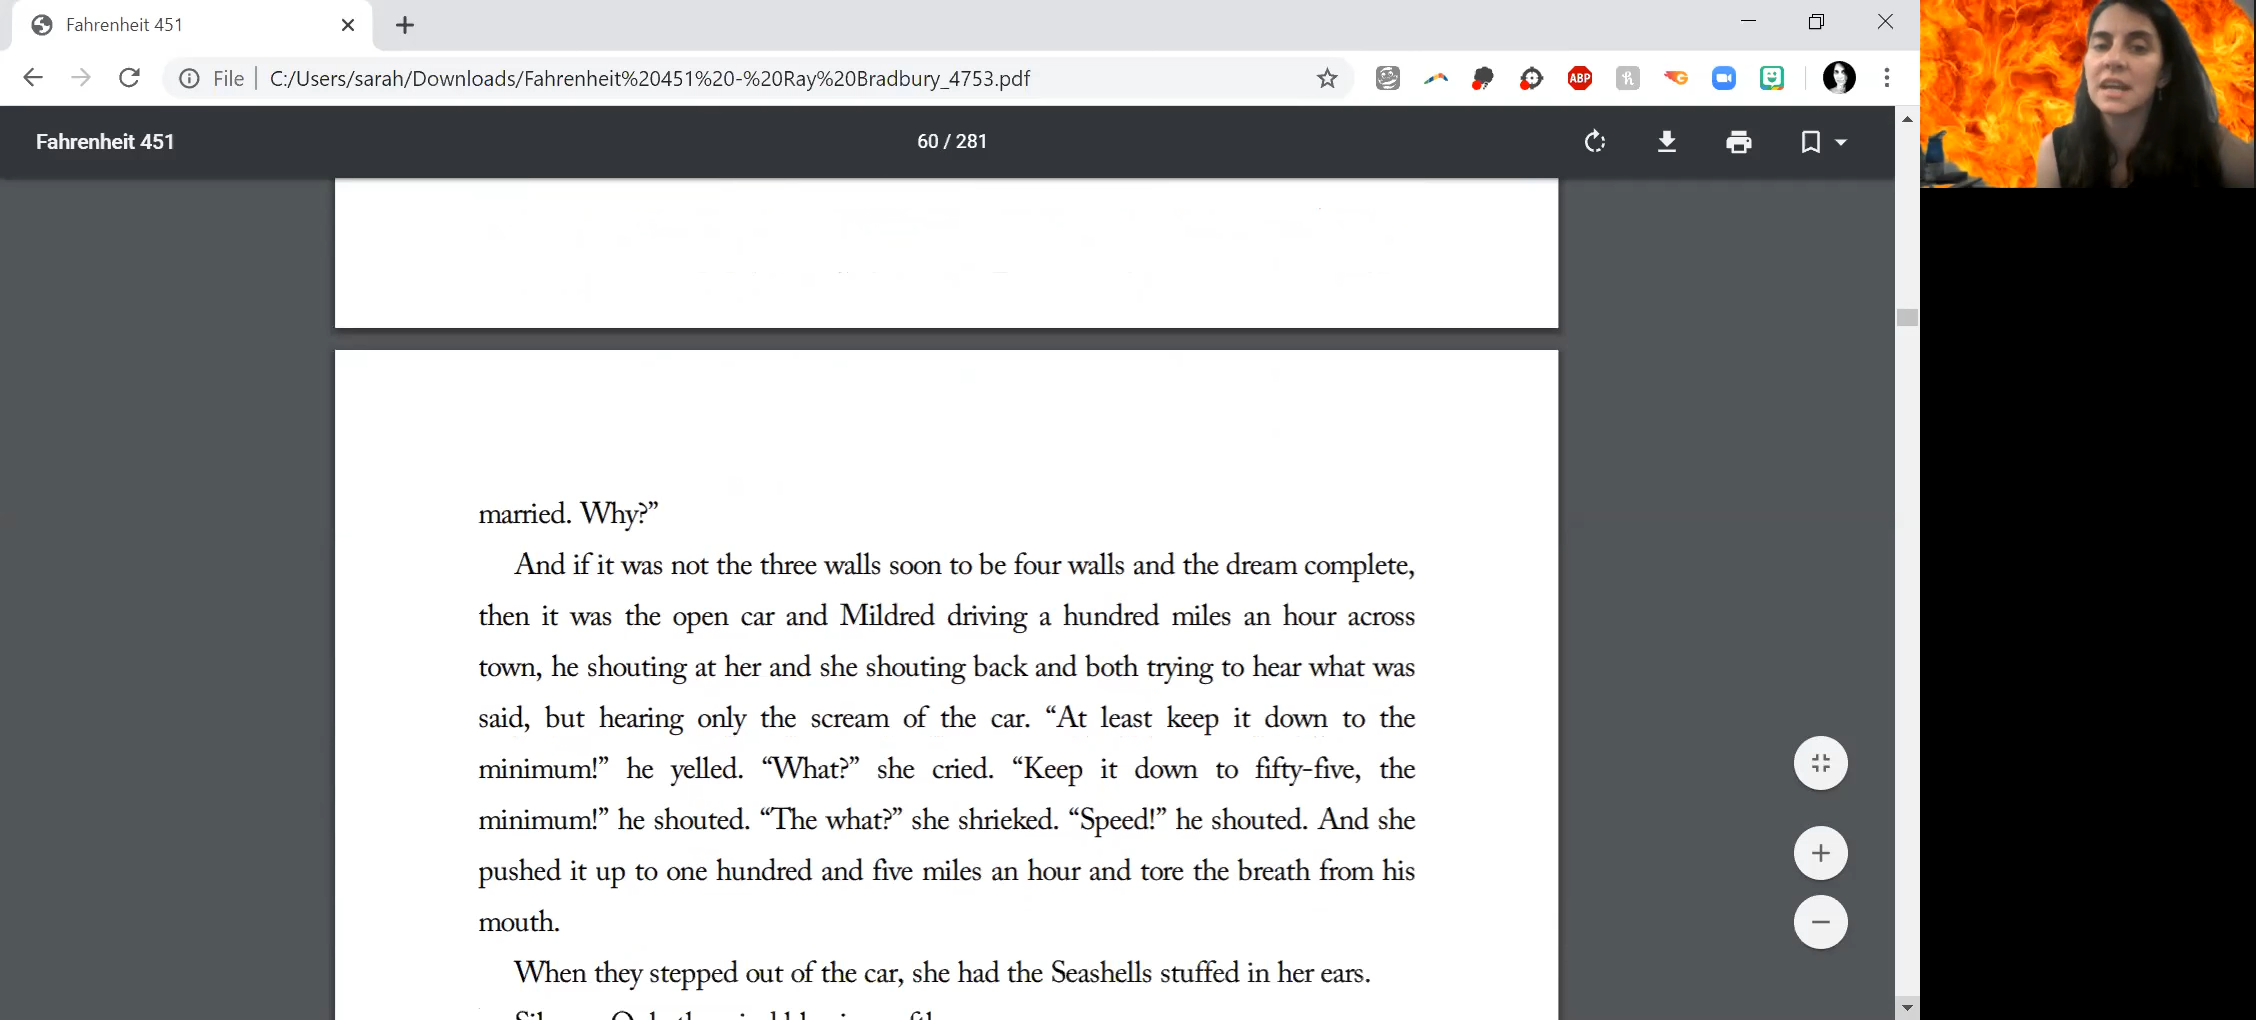 Fahrenheit 451
File
C:/Users/sarah/Downloads/Fahrenheit%20451%20-%20Ray%20Bradbury_4753.pdf
ABP
Fahrenheit 451
60 / 281
married. Why?”
And if it was not the three walls soon to be four walls and the dream complete,
then it was the open car and Mildred driving a hundred miles an hour across
town, he shouting at her and she shouting back and both trying to hear what was
said, but hearing only the scream of the car. “At least keep it down to the
minimum!” he yelled. “What?” she cried. “Keep it down to fifty-five, the
minimum!” he shouted. “The what?” she shrieked. “Speed!” he shouted. And she
pushed it up to one hundred and five miles an hour and tore the breath from his
mouth.
When they stepped out of the car, she had the Seashells stuffed in her ears.